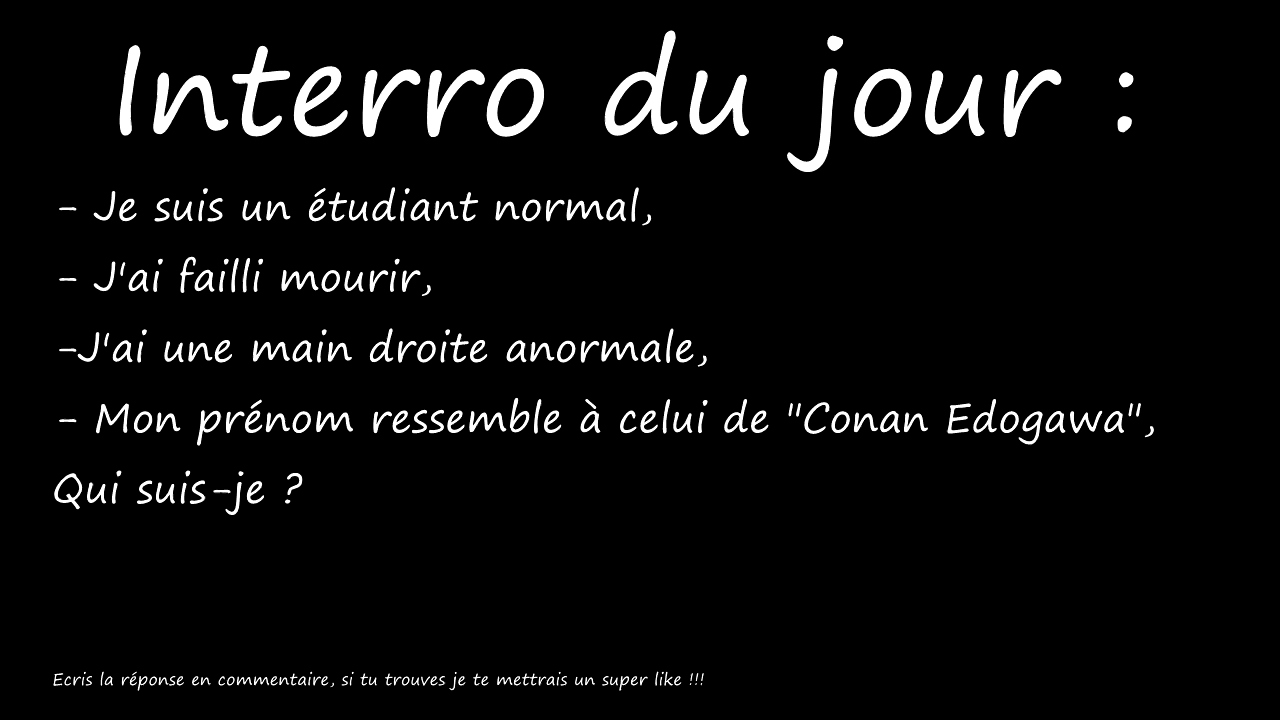 Interro du jour :
- Je suis un étudiant normal,
- J'ai failli mourir,
-J'ai une main droite anormale,
- Mon prénom ressemble à celui de "Conan Edogawa",
Qui suis-je ?
Ecris la réponse en commentaire, si tu trouves je te mettrais un super like !!!